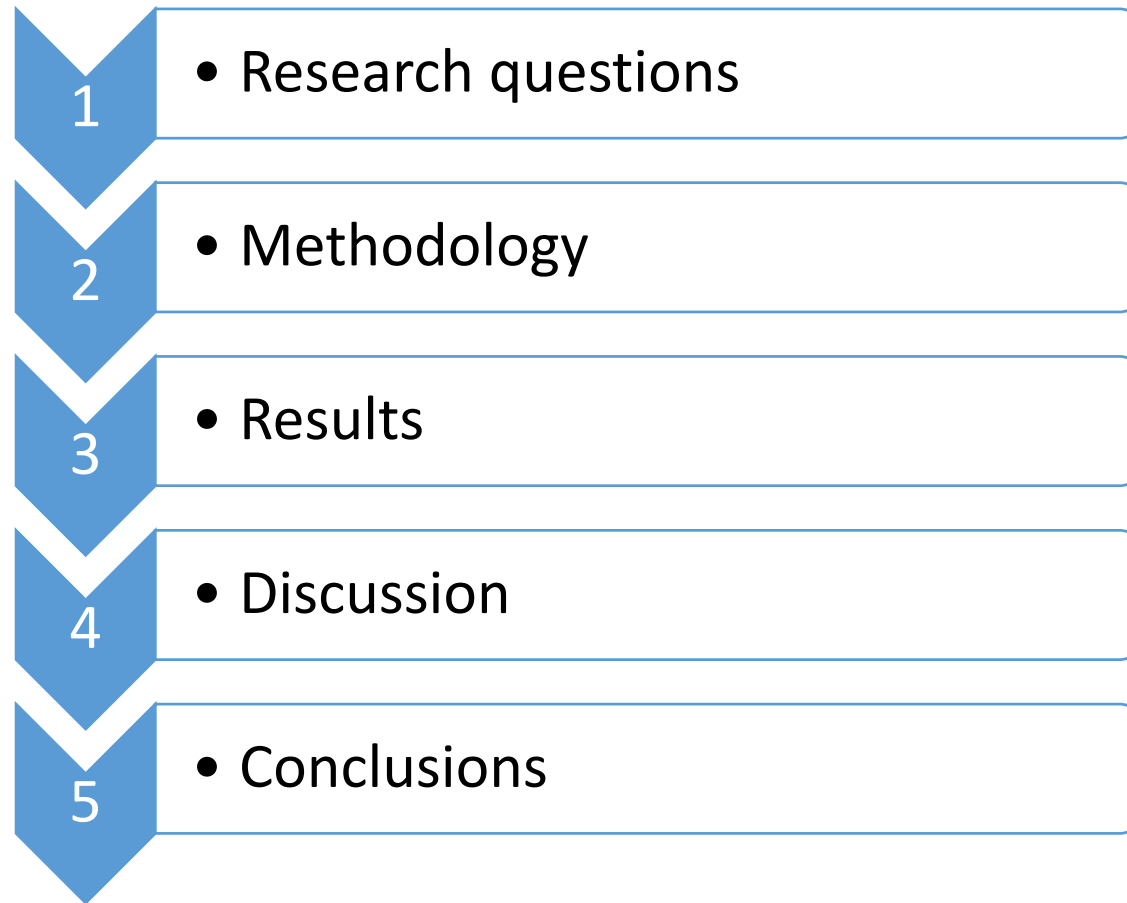 1
• Research questions
2
• Methodology
3
• Results
4
• Discussion
5
• Conclusions